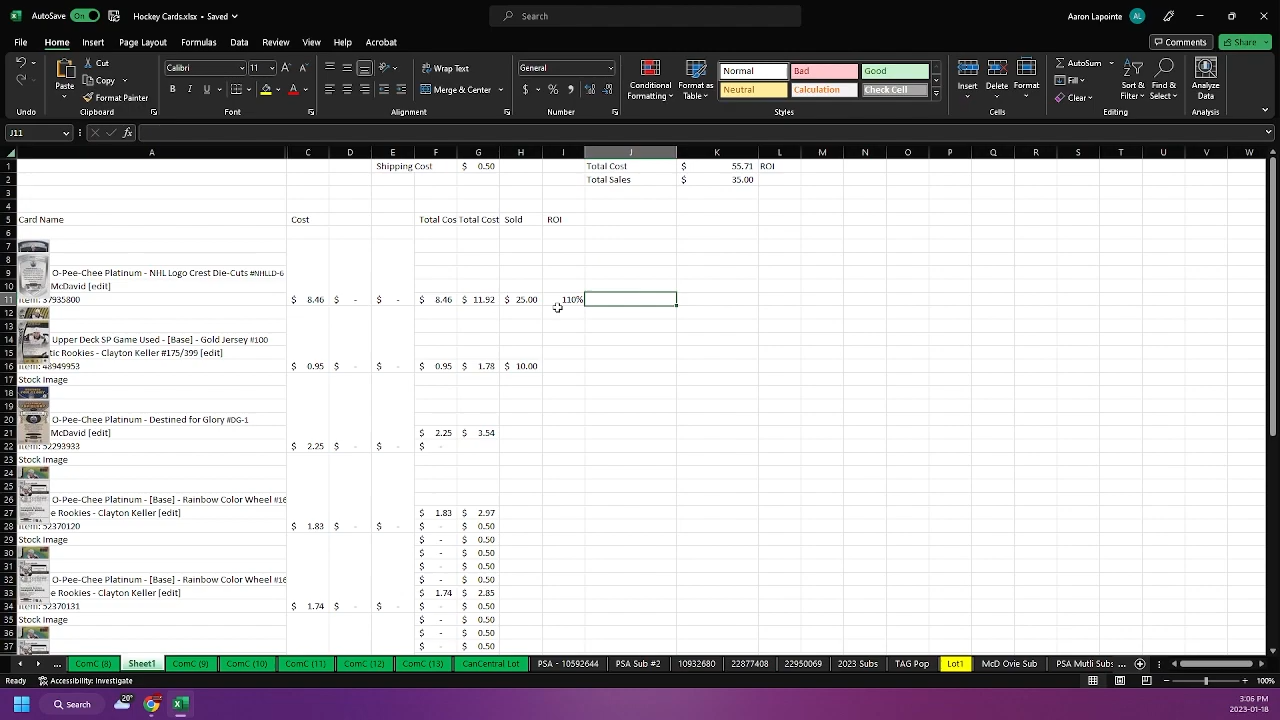 AutoSave On Hockey Cards.xlsx • Saved Search Aaron Lapointe AL
File Home Insert Page Layout Formulas Data Review View Help Acrobat Comments Share
Paste Cut Copy Format Painter Calibri 11 Wrap Text Merge & Center General Conditional Formatting Format as Table Normal Bad Good Neutral Calculation Check Cell Insert Delete Format AutoSum Fill Clear Sort & Filter Find & Select Analyze Data
Undo Clipboard Font Alignment Number Styles Cells Editing Analysis
J11 fx
A C D E F G H I J K L M N O P Q R S T U V W
1 Shipping Cost $ 0.50 Total Cost $ 55.71 ROI
2 Total Sales $ 35.00
3
4
5 Card Name Cost Total Cos Total Cost Sold ROI
6
7
8
9 O-Pee-Chee Platinum - NHL Logo Crest Die-Cuts #NHLLD-6
10 McDavid [edit]
11 Item: 37935800 $ 8.46 $ - $ - $ 8.46 $ 11.92 $ 25.00 110%
12
13
14 Upper Deck SP Game Used - [Base] - Gold Jersey #100
15 tic Rookies - Clayton Keller #175/399 [edit]
16 Item: 48949953 $ 0.95 $ - $ - $ 0.95 $ 1.78 $ 10.00
17 Stock Image
18
19
20 O-Pee-Chee Platinum - Destined for Glory #DG-1
21 McDavid [edit] $ 2.25 $ 3.54
22 Item: 52293933 $ 2.25 $ - $ - $ -
23 Stock Image
24
25
26 O-Pee-Chee Platinum - [Base] - Rainbow Color Wheel #16
27 e Rookies - Clayton Keller [edit] $ 1.83 $ 2.97
28 Item: 52370120 $ 1.83 $ - $ - $ - $ 0.50
29 Stock Image $ - $ 0.50
30 $ - $ 0.50
31 $ - $ 0.50
32 O-Pee-Chee Platinum - [Base] - Rainbow Color Wheel #16 $ - $ 0.50
33 e Rookies - Clayton Keller [edit] $ 1.74 $ 2.85
34 Item: 52370131 $ 1.74 $ - $ - $ - $ 0.50
35 Stock Image $ - $ 0.50
36 $ - $ 0.50
37 $ - $ 0.50
... ComC (8) Sheet1 ComC (9) ComC (10) ComC (11) ComC (12) ComC (13) CanCentral Lot PSA - 10592644 PSA Sub #2 22877408 22950069 2023 Subs TAG Pop Lot1 McD Ovie Sub PSA Multi Subs ...
Ready Accessibility: Investigate 100%
Search 20° 3:06 PM
2023-01-18